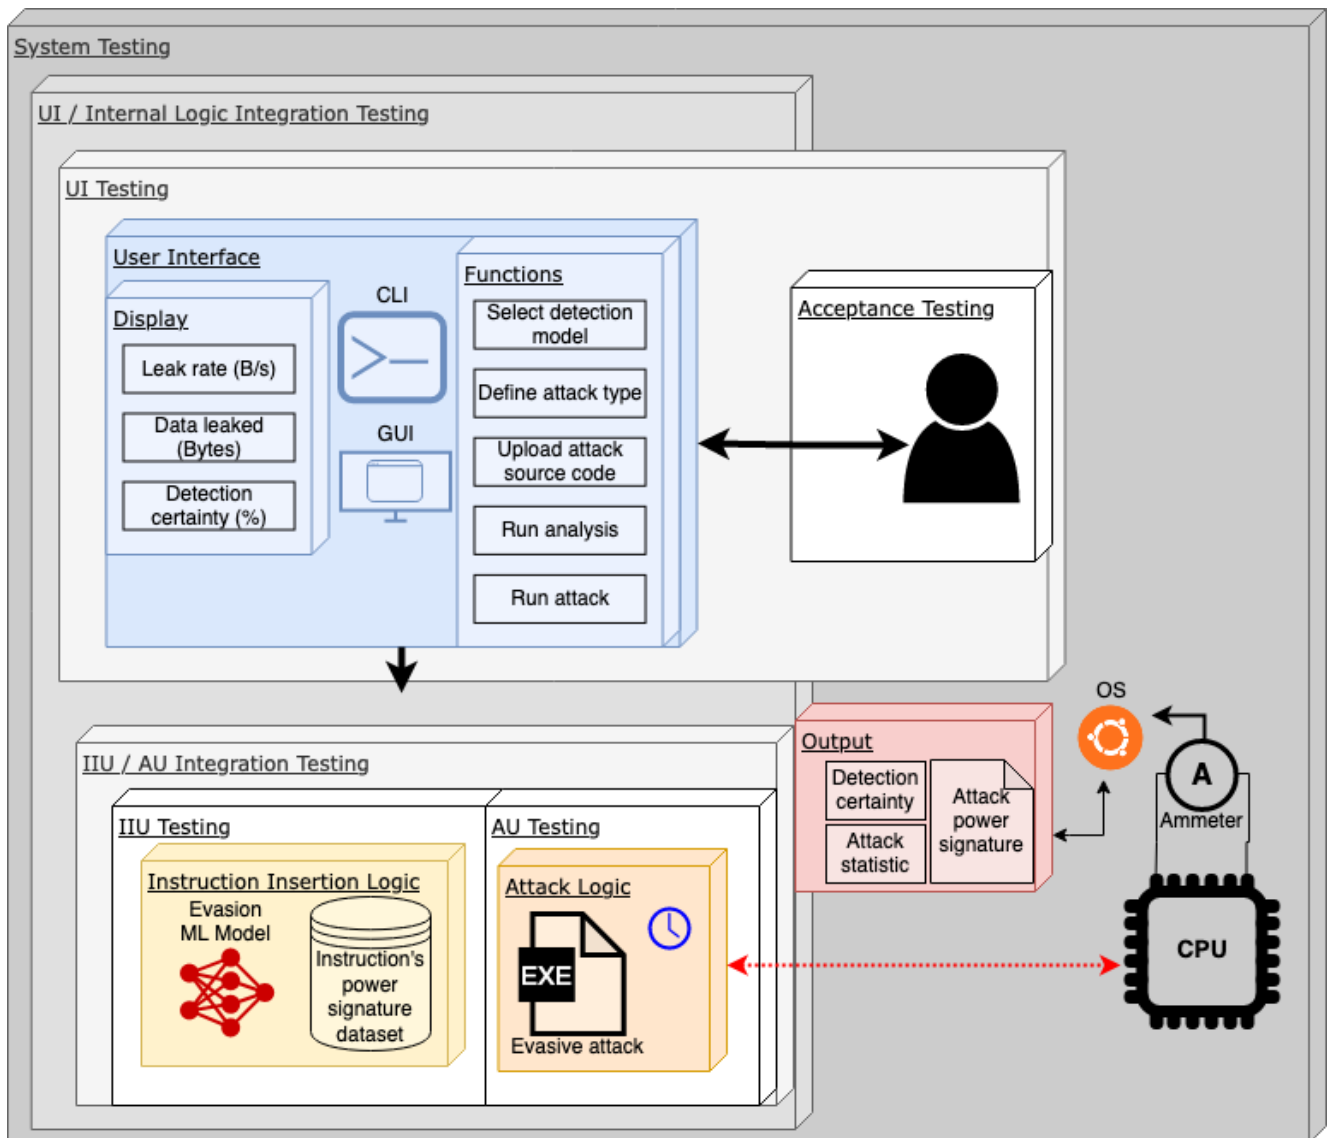 System Testing
UI / Internal Logic Integration Testing
UI Testing
User Interface
Display
Leak rate (B/s)
Data leaked
(Bytes)
Detection
certainty (%)
CLI
>_
GUI
Functions
Select detection
model
Define attack type
Upload attack
source code
Run analysis
Run attack
Acceptance Testing
IIU / AU Integration Testing
IIU Testing
Instruction Insertion Logic
Evasion
ML Model
Instruction's
power
signature
dataset
AU Testing
Attack Logic
EXE
Evasive attack
Output
Detection
certainty
Attack
statistic
Attack
power
signature
OS
A
Ammeter
CPU